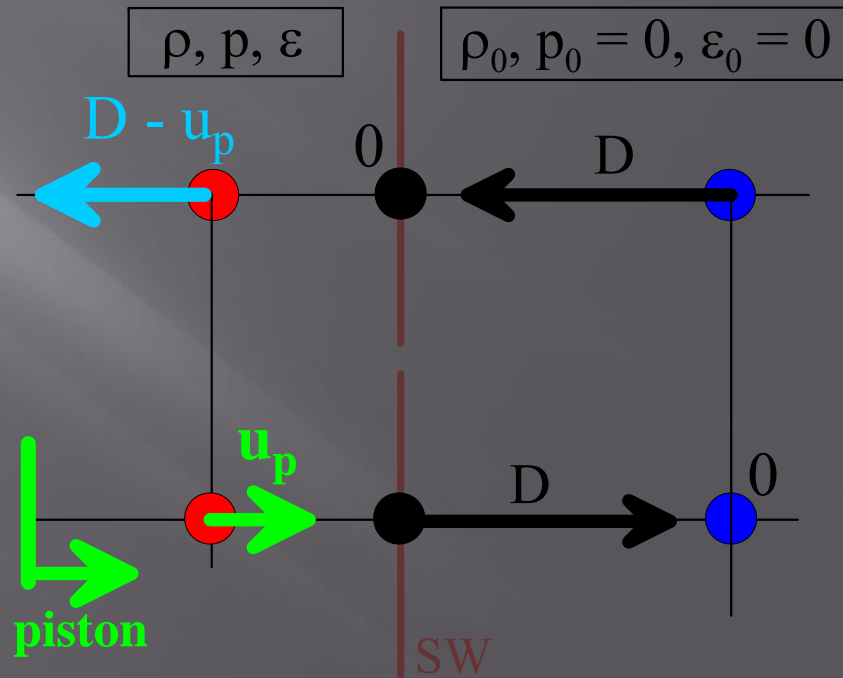 ρ, p, ε
ρ₀, p₀ = 0, ε₀ = 0
D - uₚ
0
D
uₚ
D
0
piston
SW